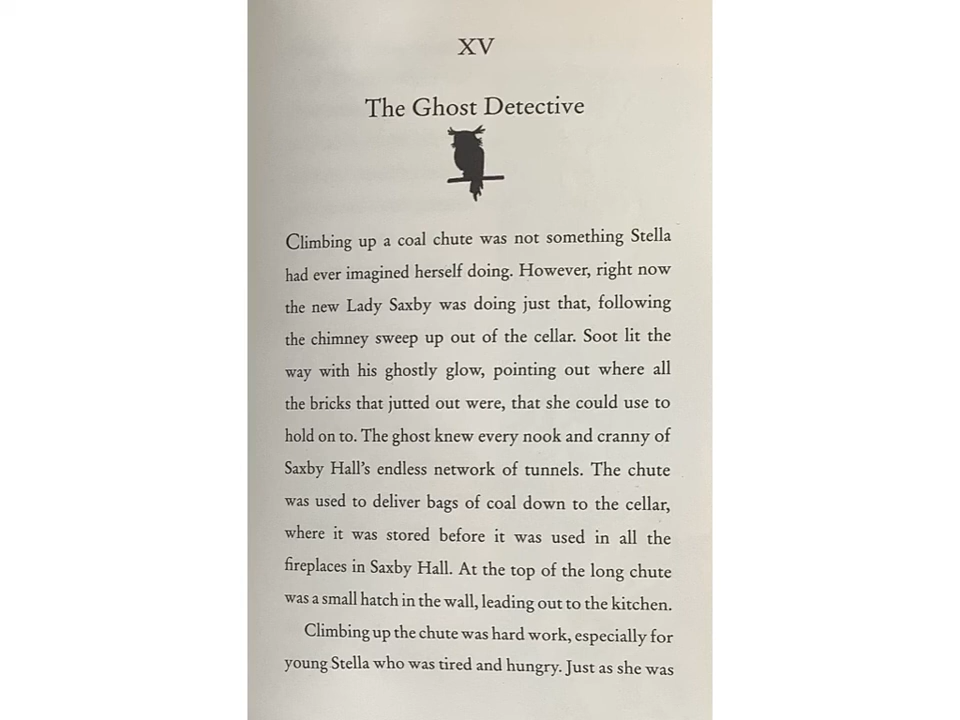 XV
The Ghost Detective
Climbing up a coal chute was not something Stella
had ever imagined herself doing. However, right now
the new Lady Saxby was doing just that, following
the chimney sweep up out of the cellar. Soot lit the
way with his ghostly glow, pointing out where all
the bricks that jutted out were, that she could use to
hold on to. The ghost knew every nook and cranny of
Saxby Hall’s endless network of tunnels. The chute
was used to deliver bags of coal down to the cellar,
where it was stored before it was used in all the
fireplaces in Saxby Hall. At the top of the long chute
was a small hatch in the wall, leading out to the kitchen.
Climbing up the chute was hard work, especially for
young Stella who was tired and hungry. Just as she was